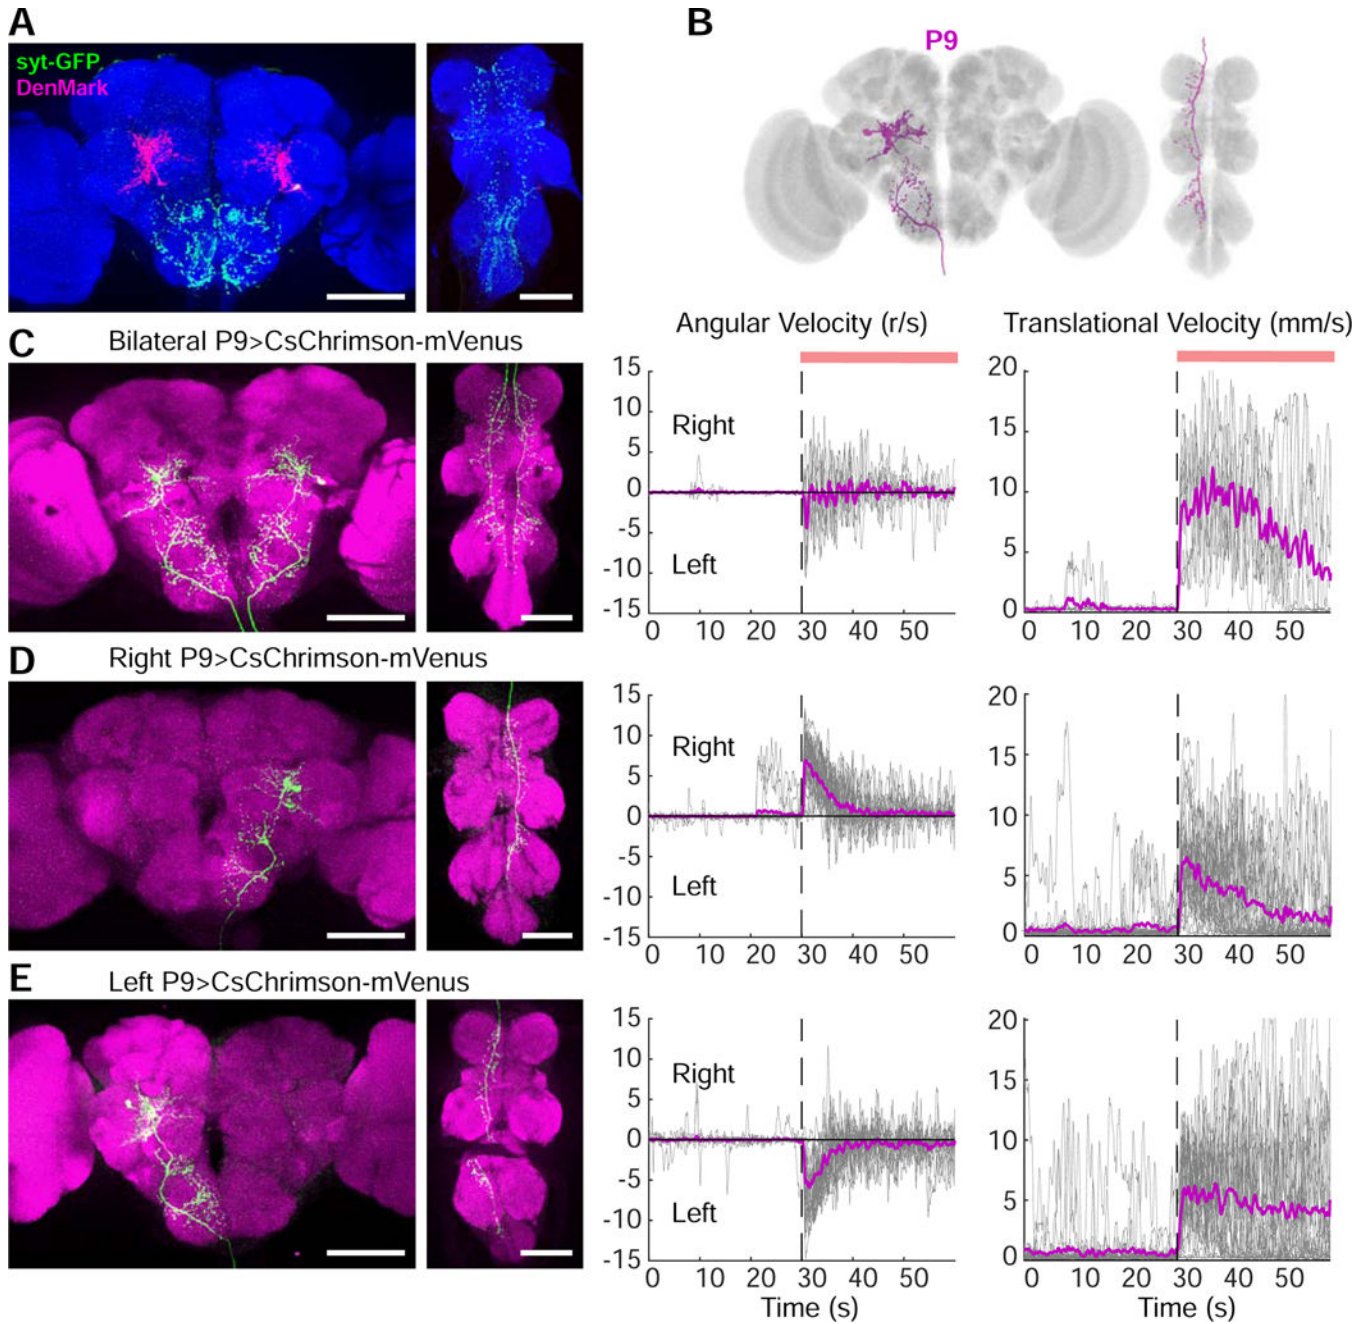 A
B
syt-GFP
DenMark
P9
C
Bilateral P9>CsChrimson-mVenus
Angular Velocity (r/s)
Translational Velocity (mm/s)
15
10
5
0
-5
-10
-15
Right
Left
0 10 20 30 40 50
20
15
10
5
0
0 10 20 30 40 50
D
Right P9>CsChrimson-mVenus
15
10
5
0
-5
-10
-15
Right
Left
0 10 20 30 40 50
20
15
10
5
0
0 10 20 30 40 50
E
Left P9>CsChrimson-mVenus
15
10
5
0
-5
-10
-15
Right
Left
0 10 20 30 40 50
Time (s)
20
15
10
5
0
0 10 20 30 40 50
Time (s)